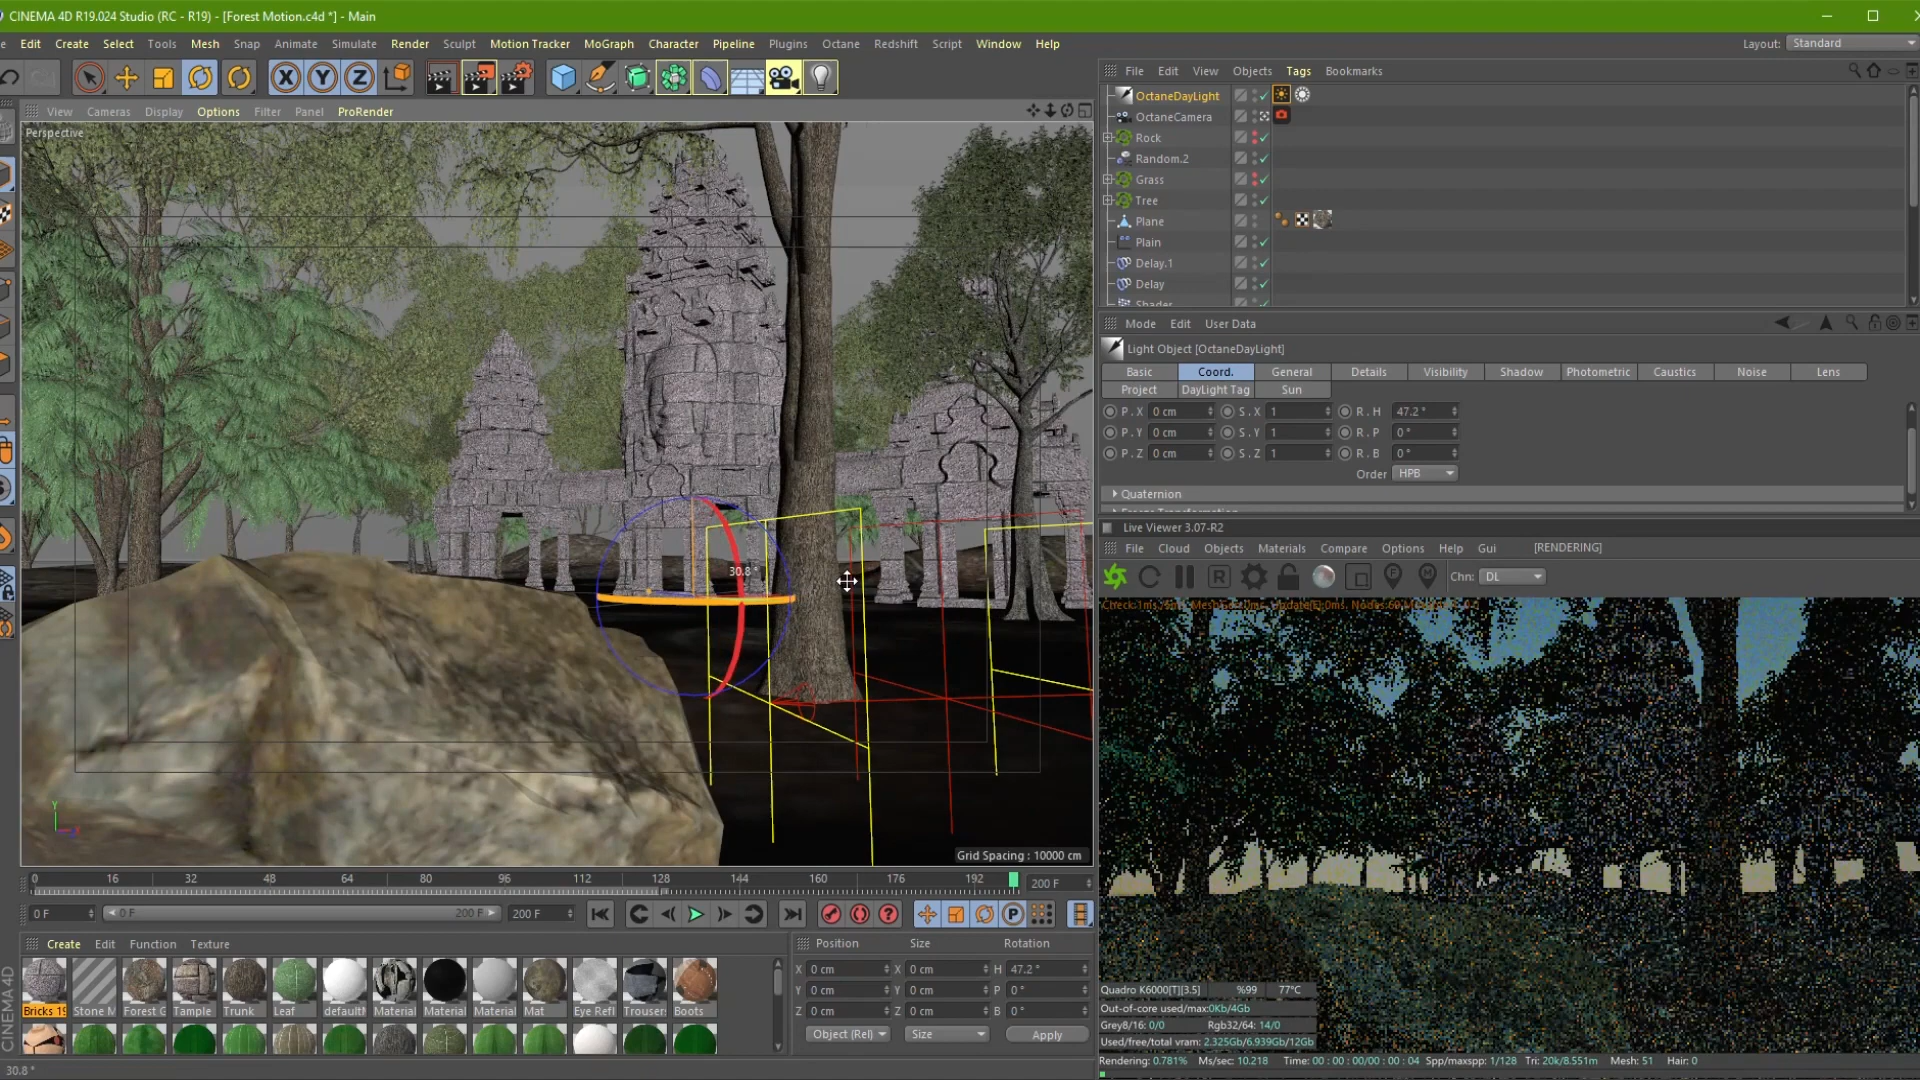 CINEMA 4D R19.024 Studio (RC - R19) - [Forest Motion.c4d *] - Main
Edit Create Select Tools Mesh Snap Animate Simulate Render Sculpt Motion Tracker MoGraph Character Pipeline Plugins Octane Redshift Script Window Help
Layout: Standard
View Cameras Display Options Filter Panel ProRender
Perspective
30.8 °
Grid Spacing : 10000 cm
File Edit View Objects Tags Bookmarks
OctaneDayLight
OctaneCamera
Rock
Random.2
Grass
Tree
Plane
Plain
Delay.1
Delay
Shader
Mode Edit User Data
Light Object [OctaneDayLight]
Basic Coord. General Details Visibility Shadow Photometric Caustics Noise Lens
Project DayLight Tag Sun
P . X 0 cm S . X 1 R . H 47.2 °
P . Y 0 cm S . Y 1 R . P 0 °
P . Z 0 cm S . Z 1 R . B 0 °
Order HPB
Quaternion
Live Viewer 3.07-R2
File Cloud Objects Materials Compare Options Help Gui [RENDERING]
Chn: DL
Quadro K6000[T][3.5] %99 77°C
Out-of-core used/max:0Kb/4Gb
Grey8/16: 0/0 Rgb32/64: 14/0
Used/free/total vram: 2.325Gb/6.939Gb/12Gb
Rendering: 0.781% Ms/sec: 10.218 Time: 00 : 00 : 00/00 : 00 : 04 Spp/maxspp: 1/128 Tri: 20k/8.551m Mesh: 51 Hair: 0
0 16 32 48 64 80 96 112 128 144 160 176 192 200 F
0 F 0 F 200 F 200 F
Create Edit Function Texture
Bricks 19 Stone M Forest G Tample Trunk Leaf default Material Material Material Mat Eye Refl Trouser Boots
Position Size Rotation
X 0 cm X 0 cm H 47.2 °
Y 0 cm Y 0 cm P 0 °
Z 0 cm Z 0 cm B 0 °
Object (Rel) Size Apply
CINEMA 4D
30.8 °